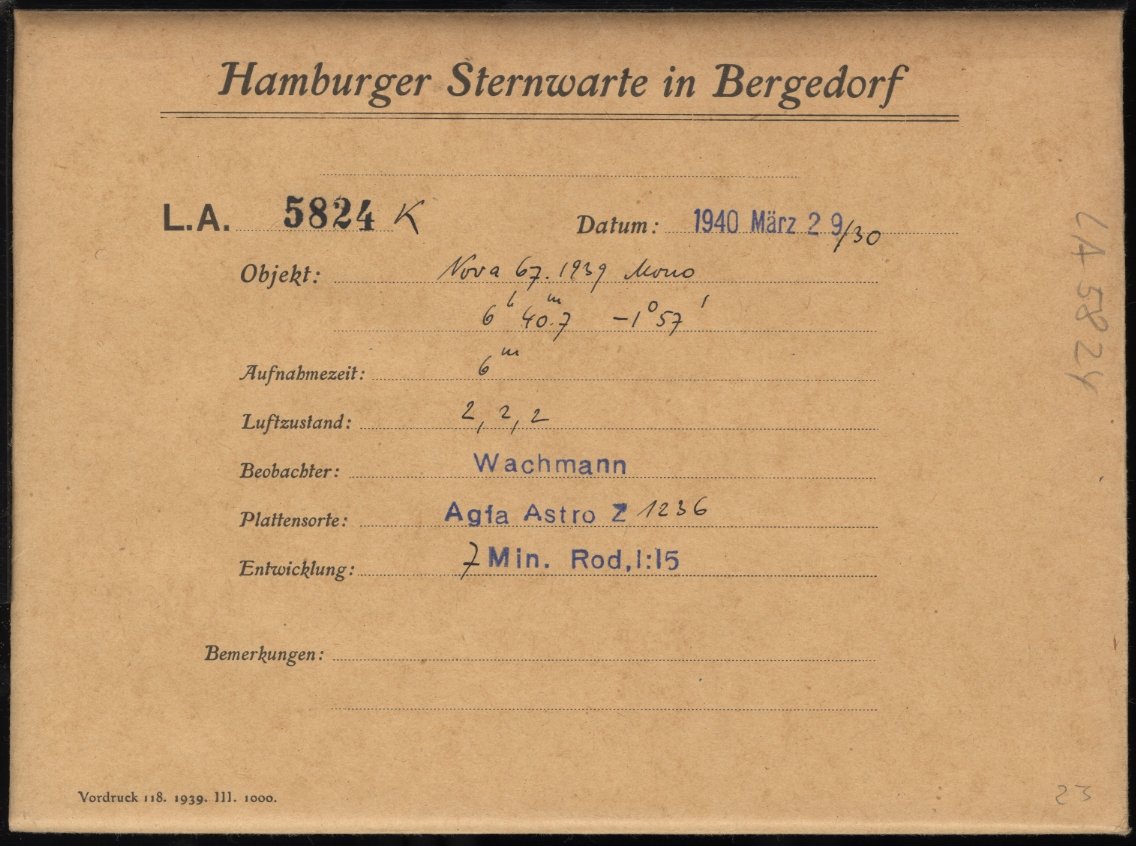 Hamburger Sternwarte in Bergedorf
L.A. 5824 K Datum: 1940 März 29/30
Objekt: Nova 67.1939 Mono
6h 40m.7 -1° 57'
Aufnahmezeit: 6m
Luftzustand: 2, 2, 2
Beobachter: Wachmann
Plattensorte: Agfa Astro Z 1236
Entwicklung: 7 Min. Rod, 1:15
Bemerkungen:
Vordruck 118. 1939. III. 1000.
LA 5824
23